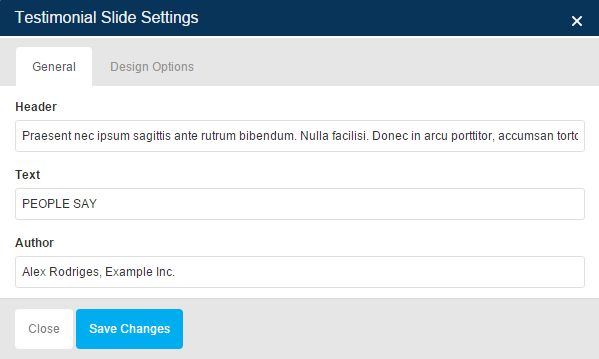 Testimonial Slide Settings
General
Design Options
Header
Praesent nec ipsum sagittis ante rutrum bibendum. Nulla facilisi. Donec in arcu porttitor, accumsan
Text
PEOPLE SAY
Author
Alex Rodriges, Example Inc.
Close
Save Changes